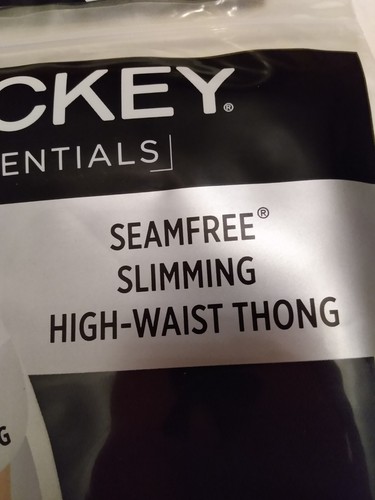 CKEY®
ENTIALS
SEAMFREE®
SLIMMING
HIGH-WAIST THONG
G